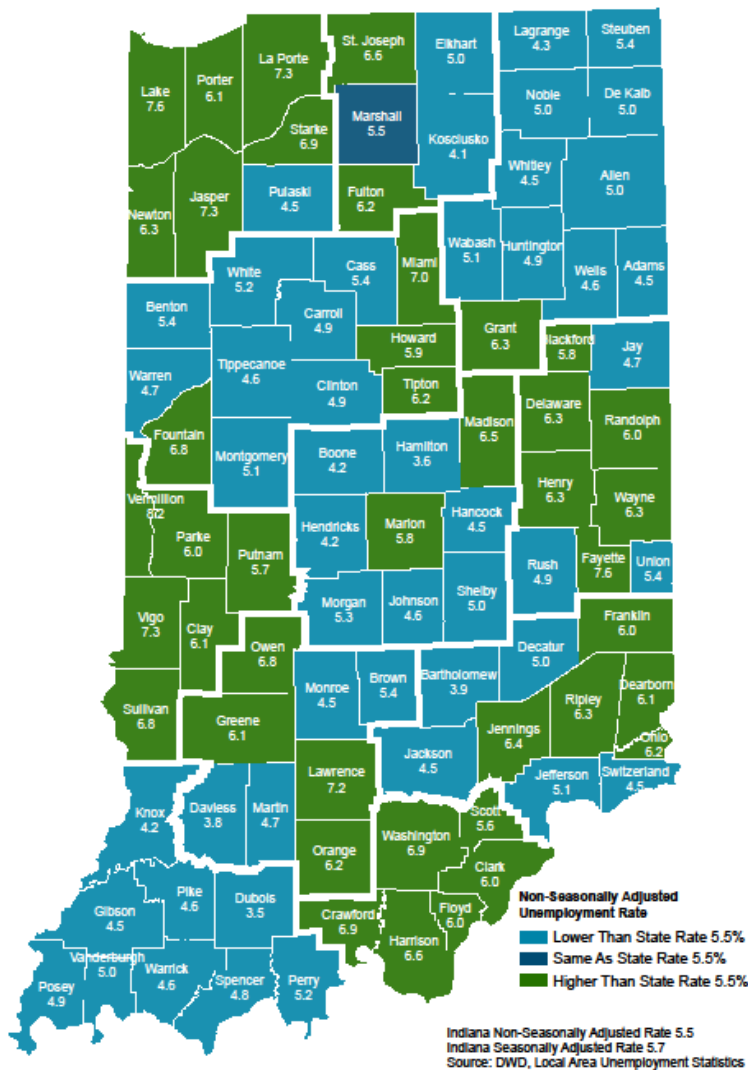 St. Joseph
6.6
Elkhart
5.0
Lagrange
4.3
Steuben
5.4
La Porte
7.3
Lake
7.6
Porter
6.1
Noble
5.0
De Kalb
5.0
Marshall
5.5
Starke
6.9
Kosciusko
4.1
Whitley
4.5
Allen
5.0
Pulaski
4.5
Fulton
6.2
Jasper
7.3
Newton
6.3
Wabash
5.1
Huntington
4.9
Miami
7.0
Wells
4.6
Adams
4.5
White
5.2
Cass
5.4
Benton
5.4
Carroll
4.9
Grant
6.3
Howard
5.9
Blackford
5.8
Jay
4.7
Warren
4.7
Tippecanoe
4.6
Clinton
4.9
Tipton
6.2
Madison
6.5
Delaware
6.3
Randolph
6.0
Fountain
6.8
Montgomery
5.1
Boone
4.2
Hamilton
3.6
Henry
6.3
Wayne
6.3
Vermillion
8.2
Parke
6.0
Putnam
5.7
Hendricks
4.2
Marion
5.8
Hancock
4.5
Rush
4.9
Fayette
7.6
Union
5.4
Vigo
7.3
Clay
6.1
Morgan
5.3
Johnson
4.6
Shelby
5.0
Franklin
6.0
Owen
6.8
Decatur
5.0
Sullivan
6.8
Greene
6.1
Monroe
4.5
Brown
5.4
Bartholomew
3.9
Ripley
6.3
Dearborn
6.1
Jennings
6.4
Ohio
6.2
Jackson
4.5
Lawrence
7.2
Jefferson
5.1
Switzerland
4.5
Knox
4.2
Daviess
3.8
Martin
4.7
Scott
5.6
Washington
6.9
Orange
6.2
Clark
6.0
Pike
4.6
Dubois
3.5
Gibson
4.5
Crawford
6.9
Floyd
6.0
Harrison
6.6
Vanderburgh
5.0
Warrick
4.6
Posey
4.9
Spencer
4.8
Perry
5.2
Non-Seasonally Adjusted
Unemployment Rate
Lower Than State Rate 5.5%
Same As State Rate 5.5%
Higher Than State Rate 5.5%
Indiana Non-Seasonally Adjusted Rate 5.5
Indiana Seasonally Adjusted Rate 5.7
Source: DWD, Local Area Unemployment Statistics